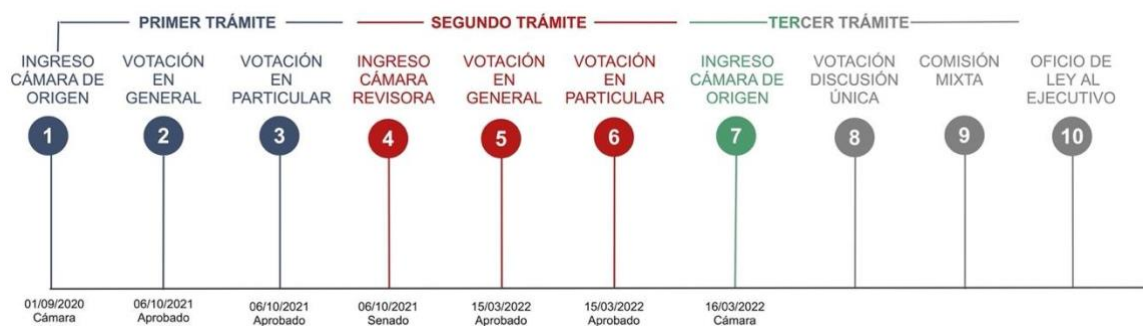 PRIMER TRÁMITE
SEGUNDO TRÁMITE
TERCER TRÁMITE
INGRESO
CÁMARA DE
ORIGEN
1
VOTACIÓN
EN
GENERAL
2
VOTACIÓN
EN
PARTICULAR
3
INGRESO
CÁMARA
REVISORA
4
VOTACIÓN
EN
GENERAL
5
VOTACIÓN
EN
PARTICULAR
6
INGRESO
CÁMARA DE
ORIGEN
7
VOTACIÓN
DISCUSIÓN
ÚNICA
8
COMISIÓN
MIXTA
9
OFICIO DE
LEY AL
EJECUTIVO
10
01/09/2020
Cámara
06/10/2021
Aprobado
06/10/2021
Aprobado
06/10/2021
Senado
15/03/2022
Aprobado
15/03/2022
Aprobado
16/03/2022
Cámara